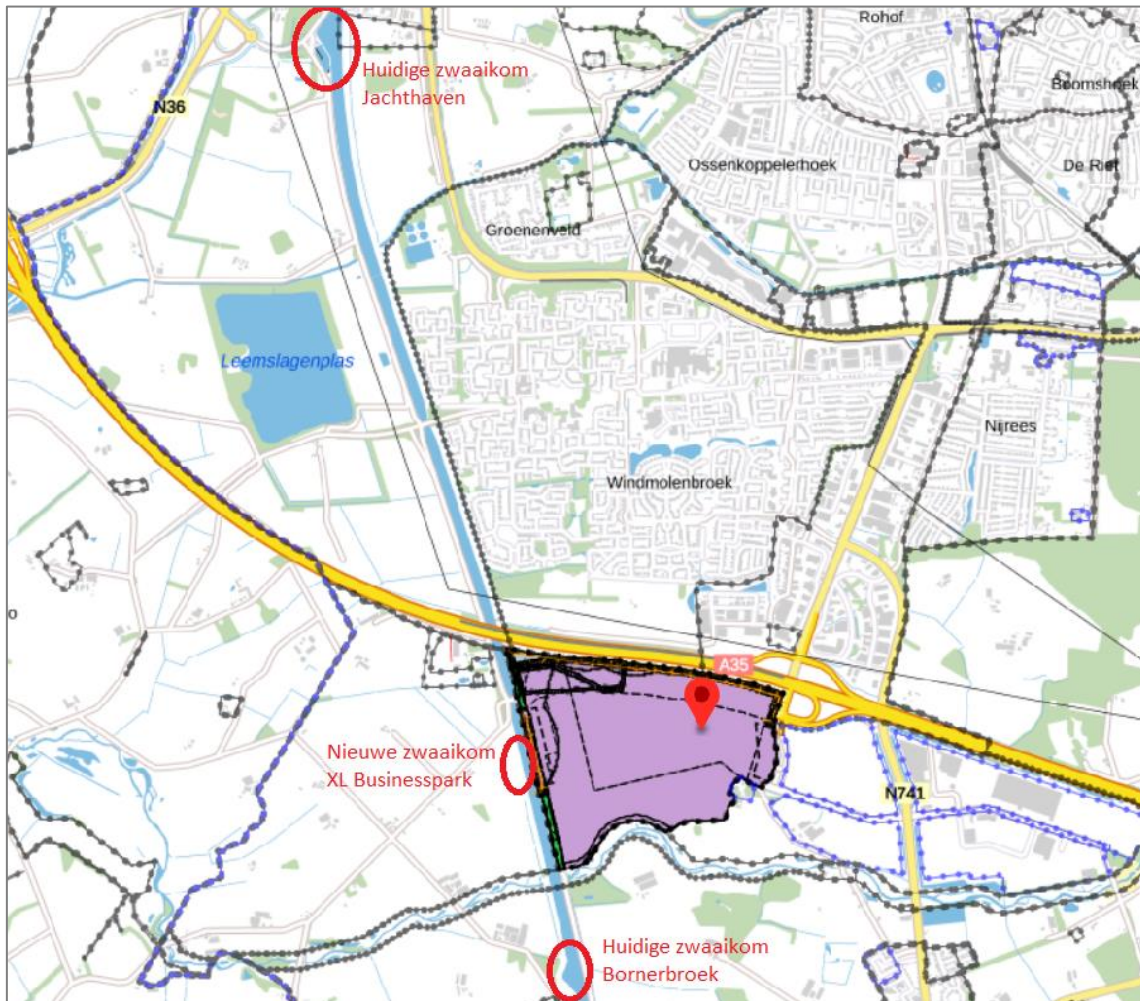 Rohof
Huidige zwaaikom
Jachthaven
Bromshoek
N36
Ossenkoppelerhoek
De Riet
Groenenveld
Leemslagenplas
Nijrees
Windmolenbroek
A35
Nieuwe zwaaikom
XL Businesspark
N741
Huidige zwaaikom
Bornerbroek